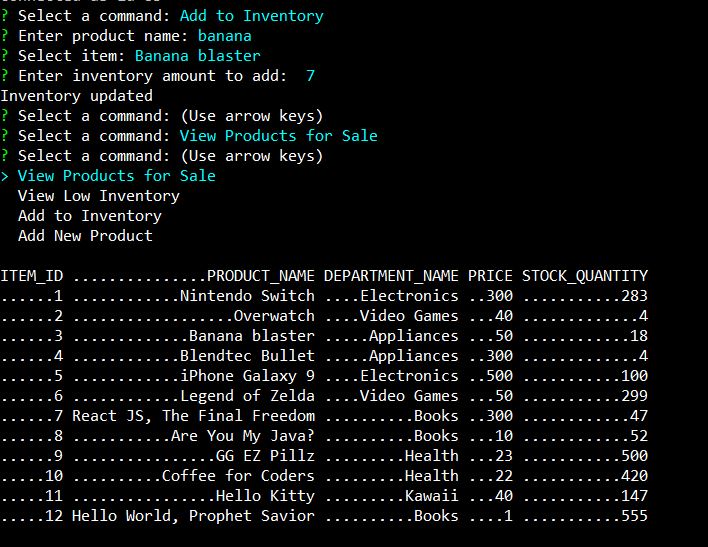 ? Select a command: Add to Inventory
? Enter product name: banana
? Select item: Banana blaster
? Enter inventory amount to add:  7
Inventory updated
? Select a command: (Use arrow keys)
? Select a command: View Products for Sale
? Select a command: (Use arrow keys)
> View Products for Sale
  View Low Inventory
  Add to Inventory
  Add New Product
ITEM_ID ...............PRODUCT_NAME DEPARTMENT_NAME PRICE STOCK_QUANTITY
......1 ............Nintendo Switch ....Electronics ..300 ...........283
......2 ..................Overwatch ....Video Games ...40 .............4
......3 .............Banana blaster .....Appliances ...50 ............18
......4 ............Blendtec Bullet .....Appliances ..300 .............4
......5 ............iPhone Galaxy 9 ....Electronics ..500 ...........100
......6 ............Legend of Zelda ....Video Games ...50 ...........299
......7 React JS, The Final Freedom ..........Books ..300 ............47
......8 ...........Are You My Java? ..........Books ...10 ............52
......9 ................GG EZ Pillz .........Health ...23 ...........500
.....10 ..........Coffee for Coders .........Health ...22 ...........420
.....11 ................Hello Kitty .........Kawaii ...40 ...........147
.....12 Hello World, Prophet Savior ..........Books ....1 ...........555